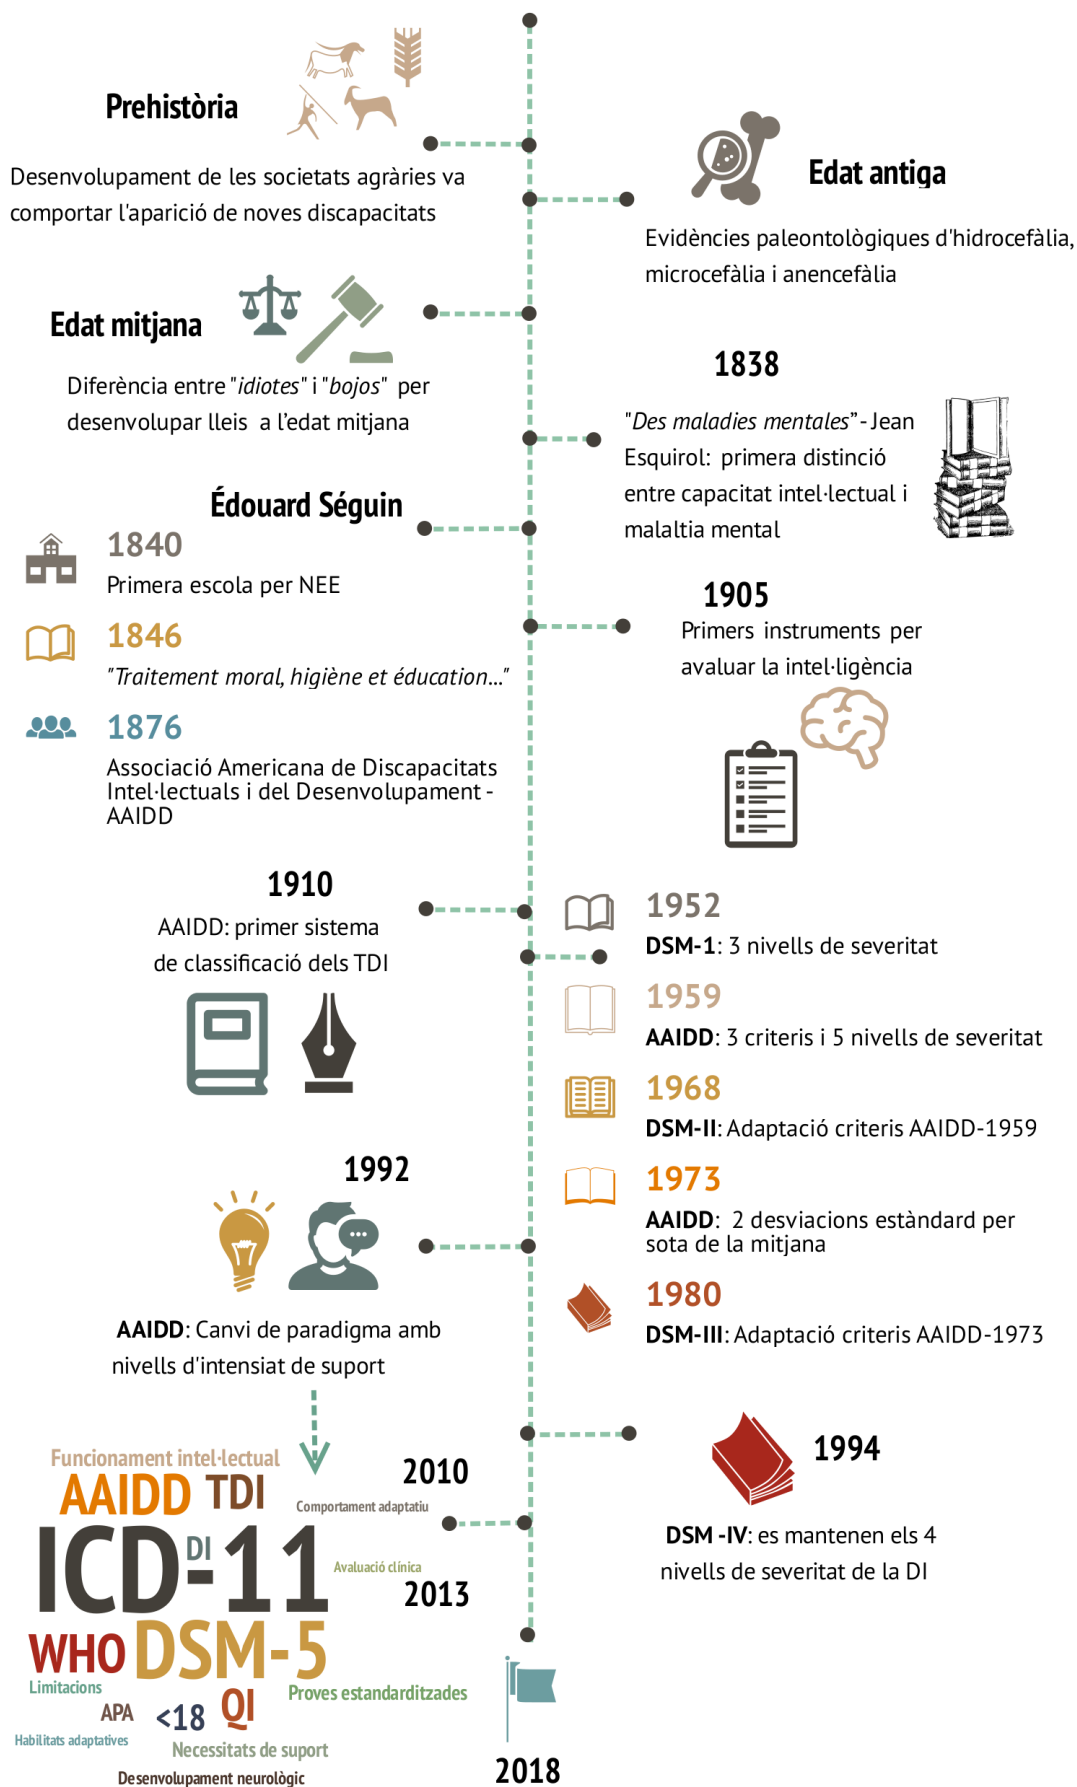 Prehistòria
Desenvolupament de les societats agràries va
comportar l'aparició de noves discapacitats
Edat antiga
Evidències paleontològiques d'hidrocefàlia,
microcefàlia i anencefàlia
Edat mitjana
Diferència entre "idiotes" i "bojos" per
desenvolupar lleis a l’edat mitjana
1838
"Des maladies mentales” - Jean
Esquirol: primera distinció
entre capacitat intel·lectual i
malaltia mental
Édouard Séguin
1840
Primera escola per NEE
1846
"Traitement moral, higiène et éducation..."
1876
Associació Americana de Discapacitats
Intel·lectuals i del Desenvolupament -
AAIDD
1905
Primers instruments per
avaluar la intel·ligència
1910
AAIDD: primer sistema
de classificació dels TDI
1952
DSM-1: 3 nivells de severitat
1959
AAIDD: 3 criteris i 5 nivells de severitat
1968
DSM-II: Adaptació criteris AAIDD-1959
1973
AAIDD: 2 desviacions estàndard per
sota de la mitjana
1980
DSM-III: Adaptació criteris AAIDD-1973
1992
AAIDD: Canvi de paradigma amb
nivells d'intensiat de suport
1994
DSM -IV: es mantenen els 4
nivells de severitat de la DI
2010
2013
Funcionament intel·lectual
AAIDD TDI
Comportament adaptatiu
ICD-11
DI
Avaluació clínica
WHO DSM-5
Limitacions
Proves estandarditzades
APA <18 QI
Habilitats adaptatives
Necessitats de suport
Desenvolupament neurològic
2018